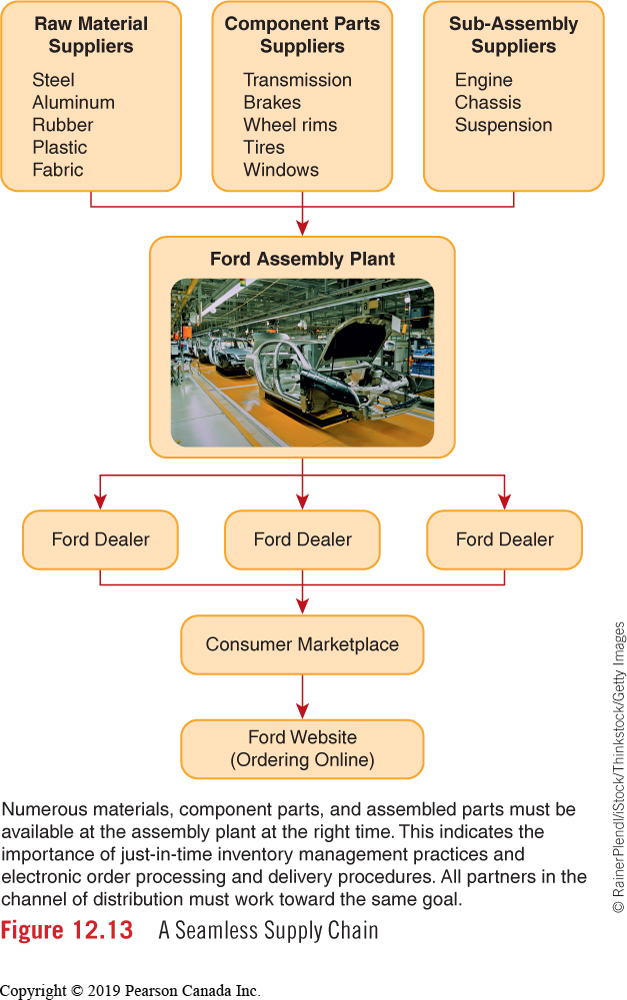 Raw Material
Suppliers
Steel
Aluminum
Rubber
Plastic
Fabric
Component Parts
Suppliers
Transmission
Brakes
Wheel rims
Tires
Windows
Sub-Assembly
Suppliers
Engine
Chassis
Suspension
Ford Assembly Plant
Ford Dealer
Ford Dealer
Ford Dealer
Consumer Marketplace
Ford Website
(Ordering Online)
© RainerPlendl/iStock/Thinkstock/Getty Images
Numerous materials, component parts, and assembled parts must be
available at the assembly plant at the right time. This indicates the
importance of just-in-time inventory management practices and
electronic order processing and delivery procedures. All partners in the
channel of distribution must work toward the same goal.
Figure 12.13 A Seamless Supply Chain
Copyright © 2019 Pearson Canada Inc.